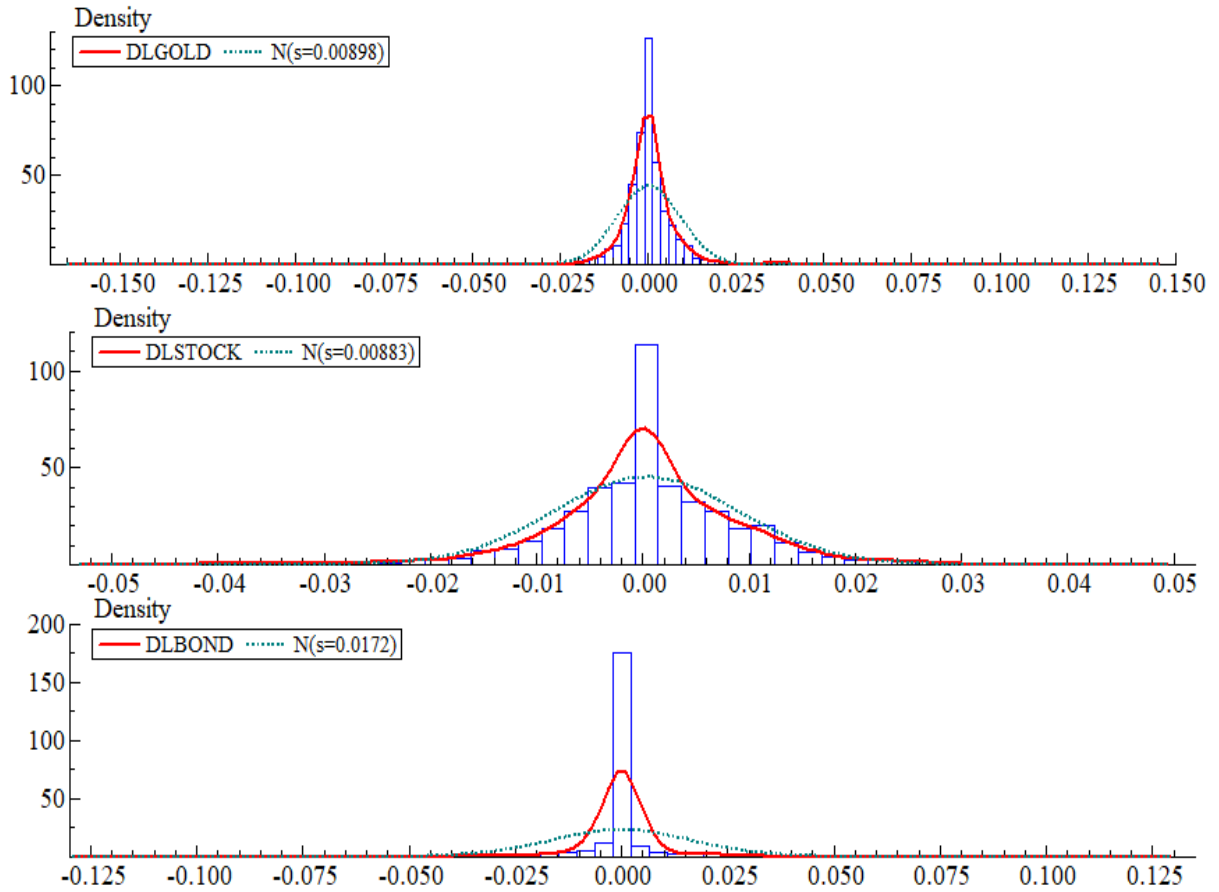 Density
DLGOLD N(s=0.00898)
100
50
-0.150 -0.125 -0.100 -0.075 -0.050 -0.025 0.000 0.025 0.050 0.075 0.100 0.125 0.150
Density
DLSTOCK N(s=0.00883)
100
50
-0.05 -0.04 -0.03 -0.02 -0.01 0.00 0.01 0.02 0.03 0.04 0.05
Density
200
DLBOND N(s=0.0172)
150
100
50
-0.125 -0.100 -0.075 -0.050 -0.025 0.000 0.025 0.050 0.075 0.100 0.125